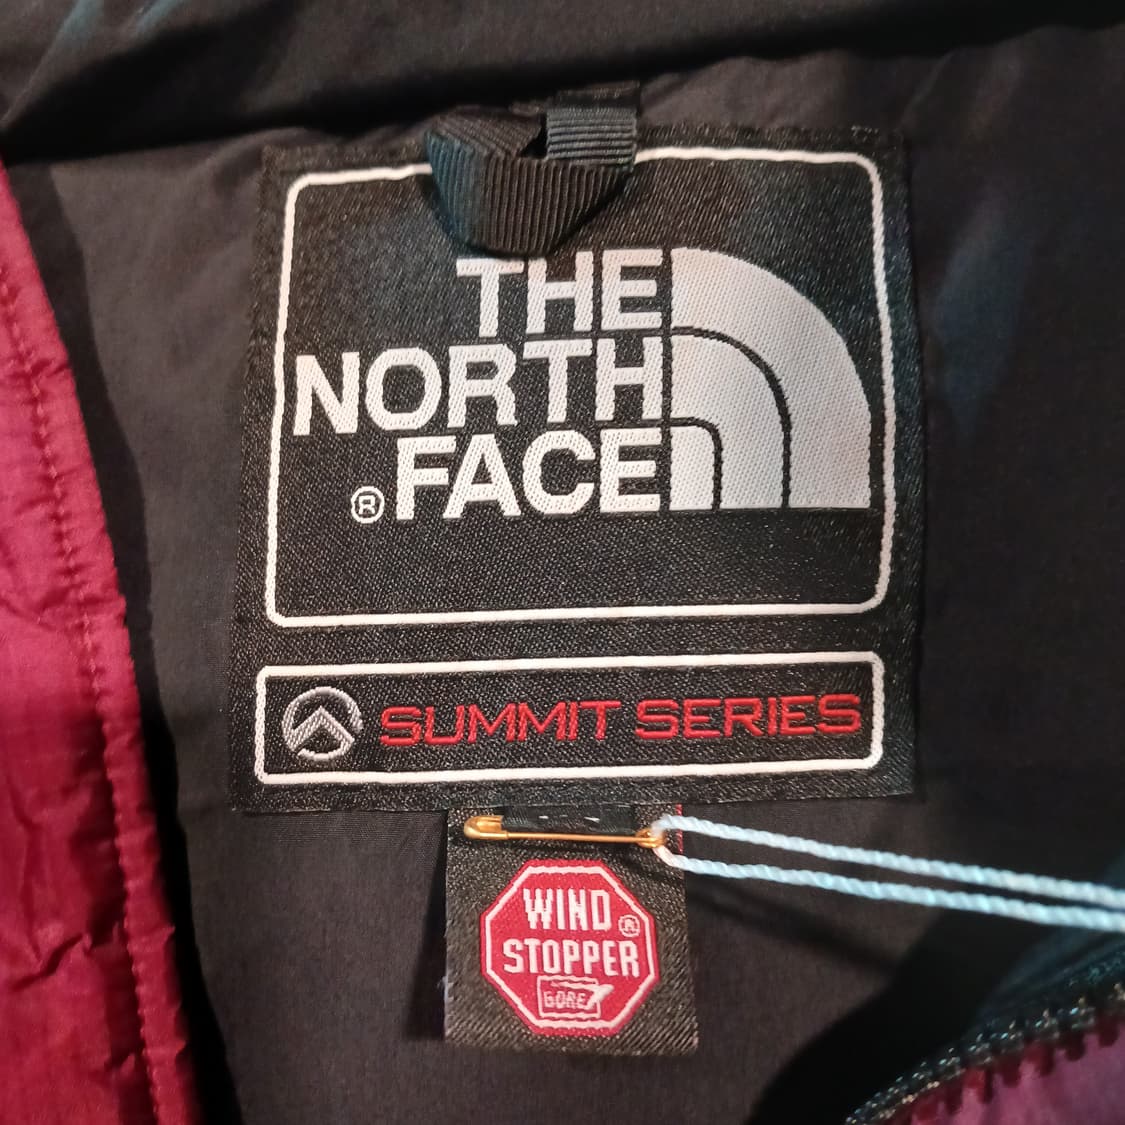 THE
NORTH
® FACE
SUMMIT SERIES
WIND ®
STOPPER
GORE